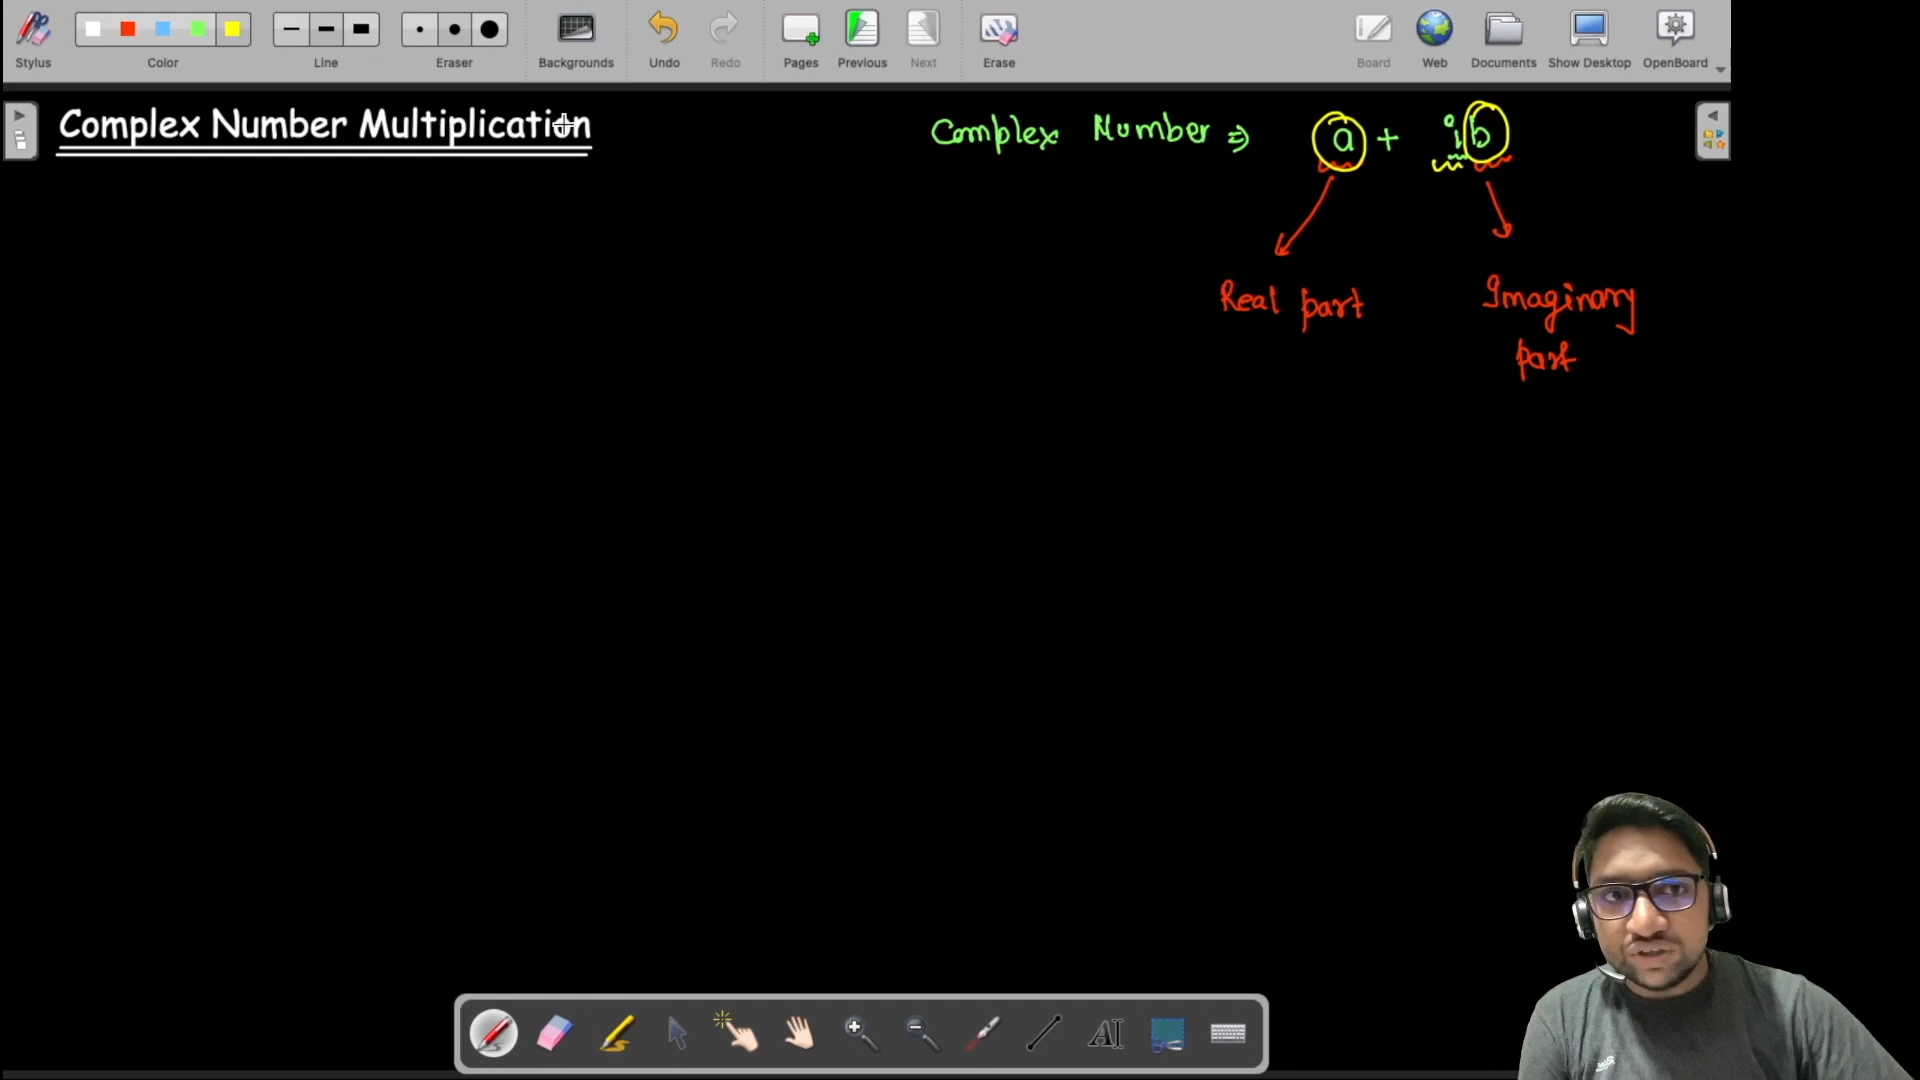 Stylus Color Line Eraser Backgrounds Undo Redo Pages Previous Next Erase Board Web Documents Show Desktop OpenBoard
Complex Number Multiplication
Complex Number ⇒ a + ib
Real part
Imaginary
part
AI